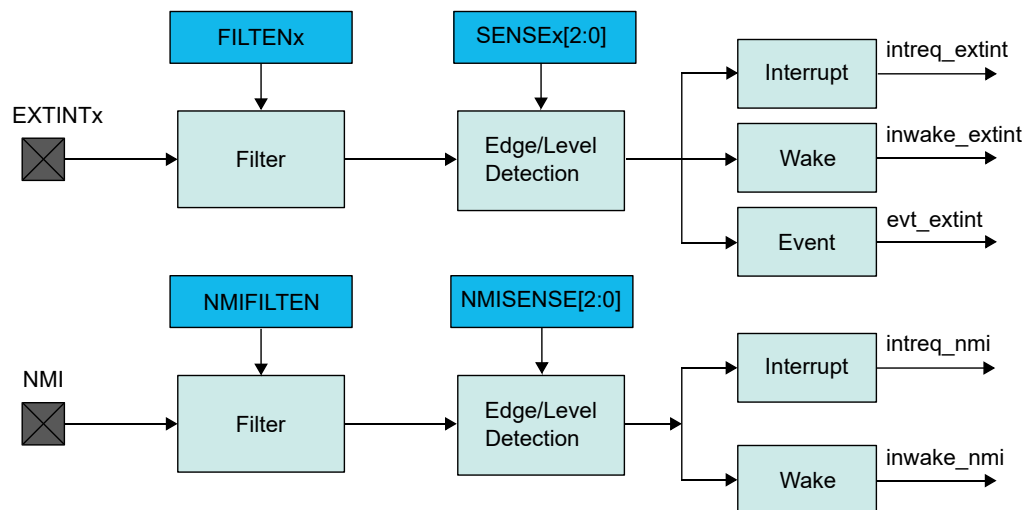 FILTENx
SENSEx[2:0]
intreq_extint
Interrupt
EXTINTx
Filter
Edge/Level
Detection
inwake_extint
Wake
evt_extint
Event
NMIFILTEN
NMISENSE[2:0]
intreq_nmi
Interrupt
NMI
Filter
Edge/Level
Detection
inwake_nmi
Wake